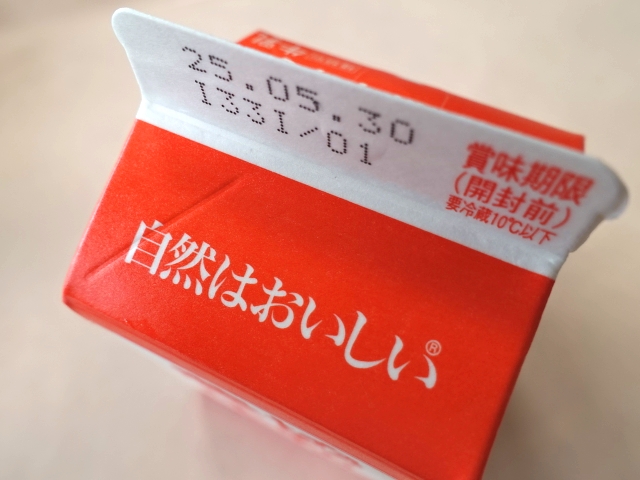 25.05.30
I33I/01
賞味期限
(開封前)
要冷蔵10℃以下
自然はおいしい®